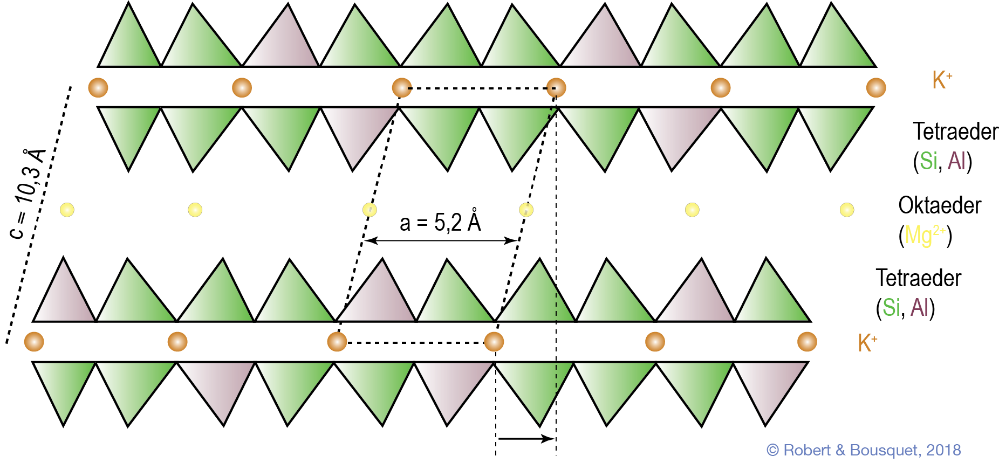 K⁺
Tetraeder
(Si, Al)
c = 10,3 Å
Oktaeder
(Mg²⁺)
a = 5,2 Å
Tetraeder
(Si, Al)
K⁺
© Robert & Bousquet, 2018